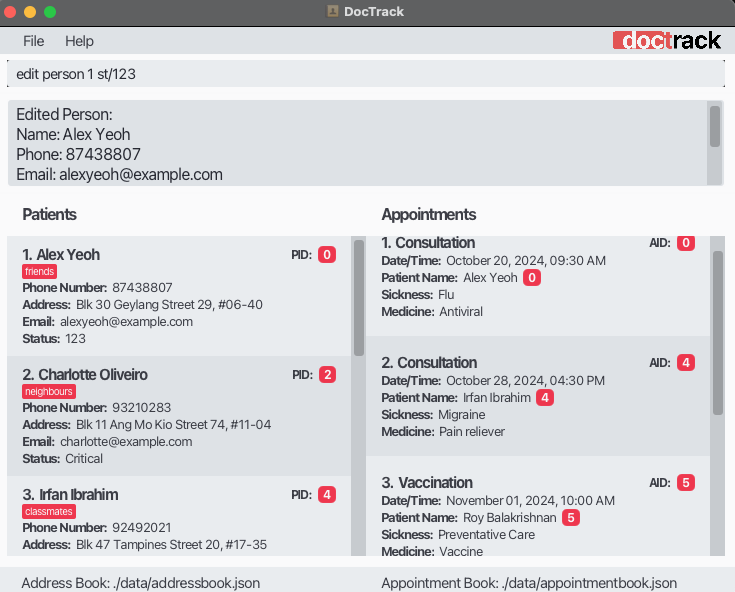 DocTrack
File Help
doctrack
edit person 1 st/123
Edited Person:
Name: Alex Yeoh
Phone: 87438807
Email: alexyeoh@example.com
Patients
1. Alex Yeoh PID: 0
friends
Phone Number: 87438807
Address: Blk 30 Geylang Street 29, #06-40
Email: alexyeoh@example.com
Status: 123
2. Charlotte Oliveiro PID: 2
neighbours
Phone Number: 93210283
Address: Blk 11 Ang Mo Kio Street 74, #11-04
Email: charlotte@example.com
Status: Critical
3. Irfan Ibrahim PID: 4
classmates
Phone Number: 92492021
Address: Blk 47 Tampines Street 20, #17-35
Appointments
1. Consultation AID: 0
Date/Time: October 20, 2024, 09:30 AM
Patient Name: Alex Yeoh 0
Sickness: Flu
Medicine: Antiviral
2. Consultation AID: 4
Date/Time: October 28, 2024, 04:30 PM
Patient Name: Irfan Ibrahim 4
Sickness: Migraine
Medicine: Pain reliever
3. Vaccination AID: 5
Date/Time: November 01, 2024, 10:00 AM
Patient Name: Roy Balakrishnan 5
Sickness: Preventative Care
Medicine: Vaccine
Address Book: ./data/addressbook.json
Appointment Book: ./data/appointmentbook.json